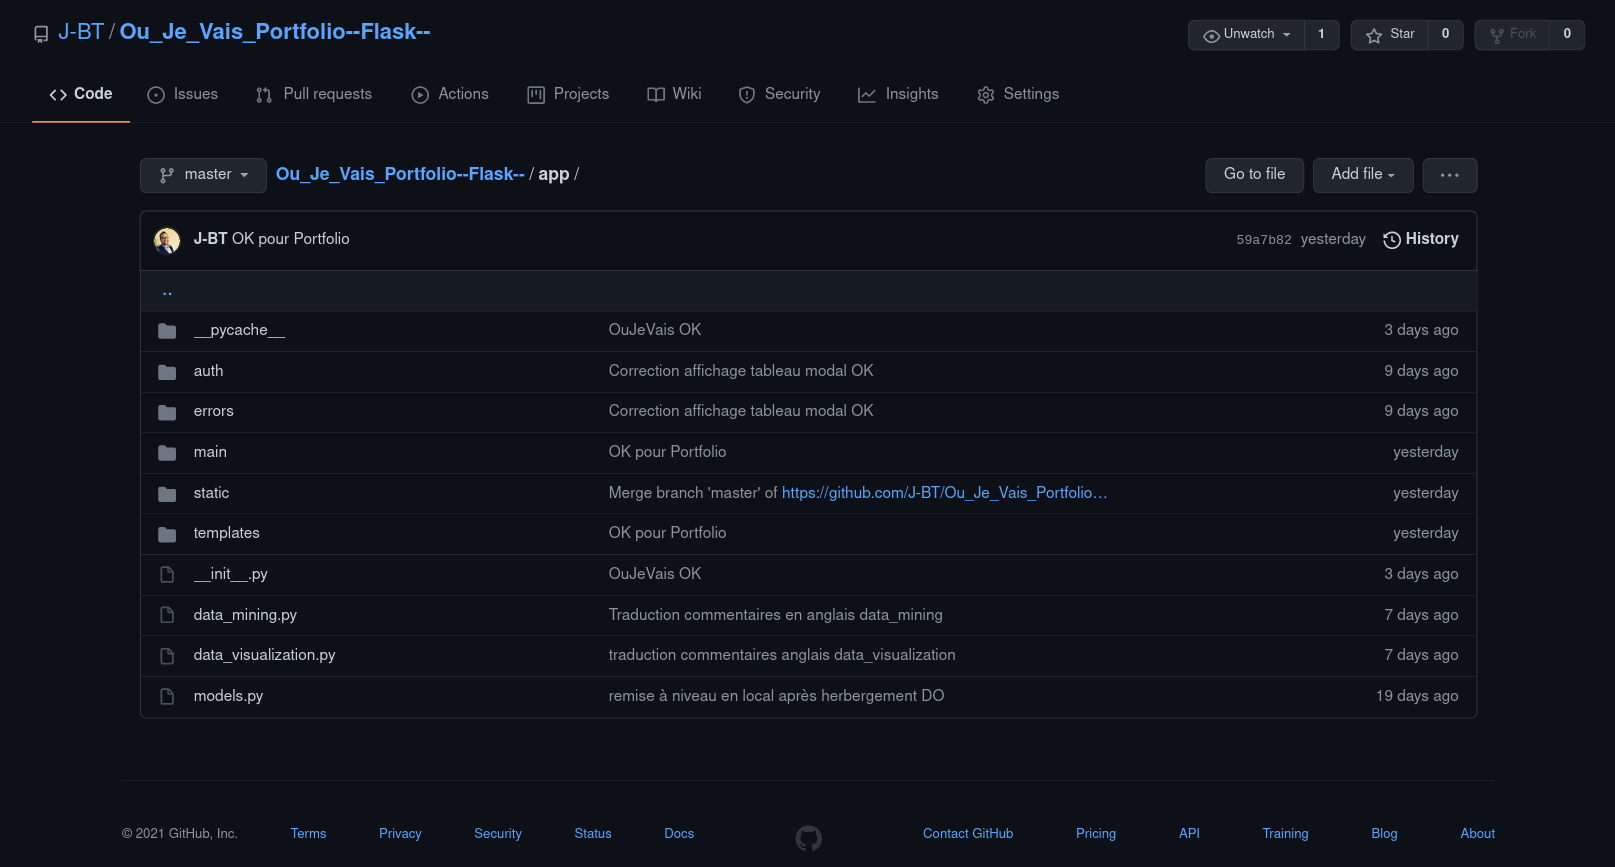 J-BT / Ou_Je_Vais_Portfolio--Flask--
Unwatch 1 Star 0 Fork 0
Code Issues Pull requests Actions Projects Wiki Security Insights Settings
master Ou_Je_Vais_Portfolio--Flask-- / app / Go to file Add file ...
J-BT OK pour Portfolio 59a7b82 yesterday History
..
__pycache__ OuJeVais OK 3 days ago
auth Correction affichage tableau modal OK 9 days ago
errors Correction affichage tableau modal OK 9 days ago
main OK pour Portfolio yesterday
static Merge branch 'master' of https://github.com/J-BT/Ou_Je_Vais_Portfolio… yesterday
templates OK pour Portfolio yesterday
__init__.py OuJeVais OK 3 days ago
data_mining.py Traduction commentaires en anglais data_mining 7 days ago
data_visualization.py traduction commentaires anglais data_visualization 7 days ago
models.py remise à niveau en local après herbergement DO 19 days ago
© 2021 GitHub, Inc. Terms Privacy Security Status Docs Contact GitHub Pricing API Training Blog About